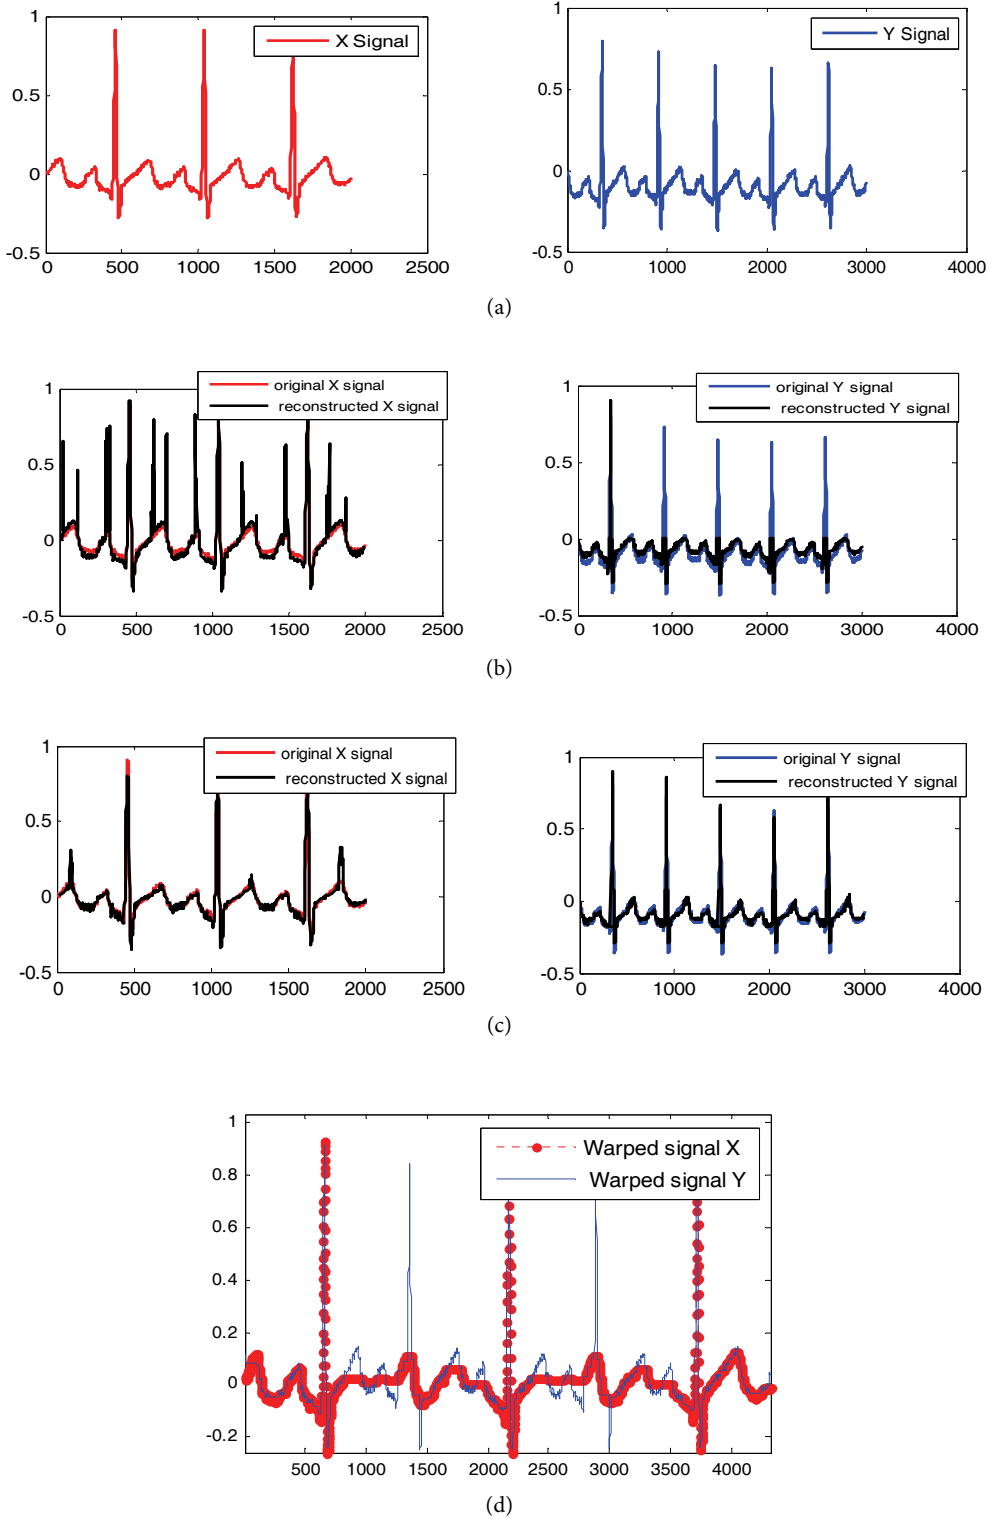 X Signal
1
0.5
0
-0.5
0 500 1000 1500 2000 2500
Y Signal
1
0.5
0
-0.5
0 1000 2000 3000 4000
(a)
original X signal
reconstructed X signal
1
0.5
0
-0.5
0 500 1000 1500 2000 2500
original Y signal
reconstructed Y signal
1
0.5
0
-0.5
0 1000 2000 3000 4000
(b)
original X signal
reconstructed X signal
1
0.5
0
-0.5
0 500 1000 1500 2000 2500
original Y signal
reconstructed Y signal
1
0.5
0
-0.5
0 1000 2000 3000 4000
(c)
Warped signal X
Warped signal Y
1
0.8
0.6
0.4
0.2
0
-0.2
500 1000 1500 2000 2500 3000 3500 4000
(d)